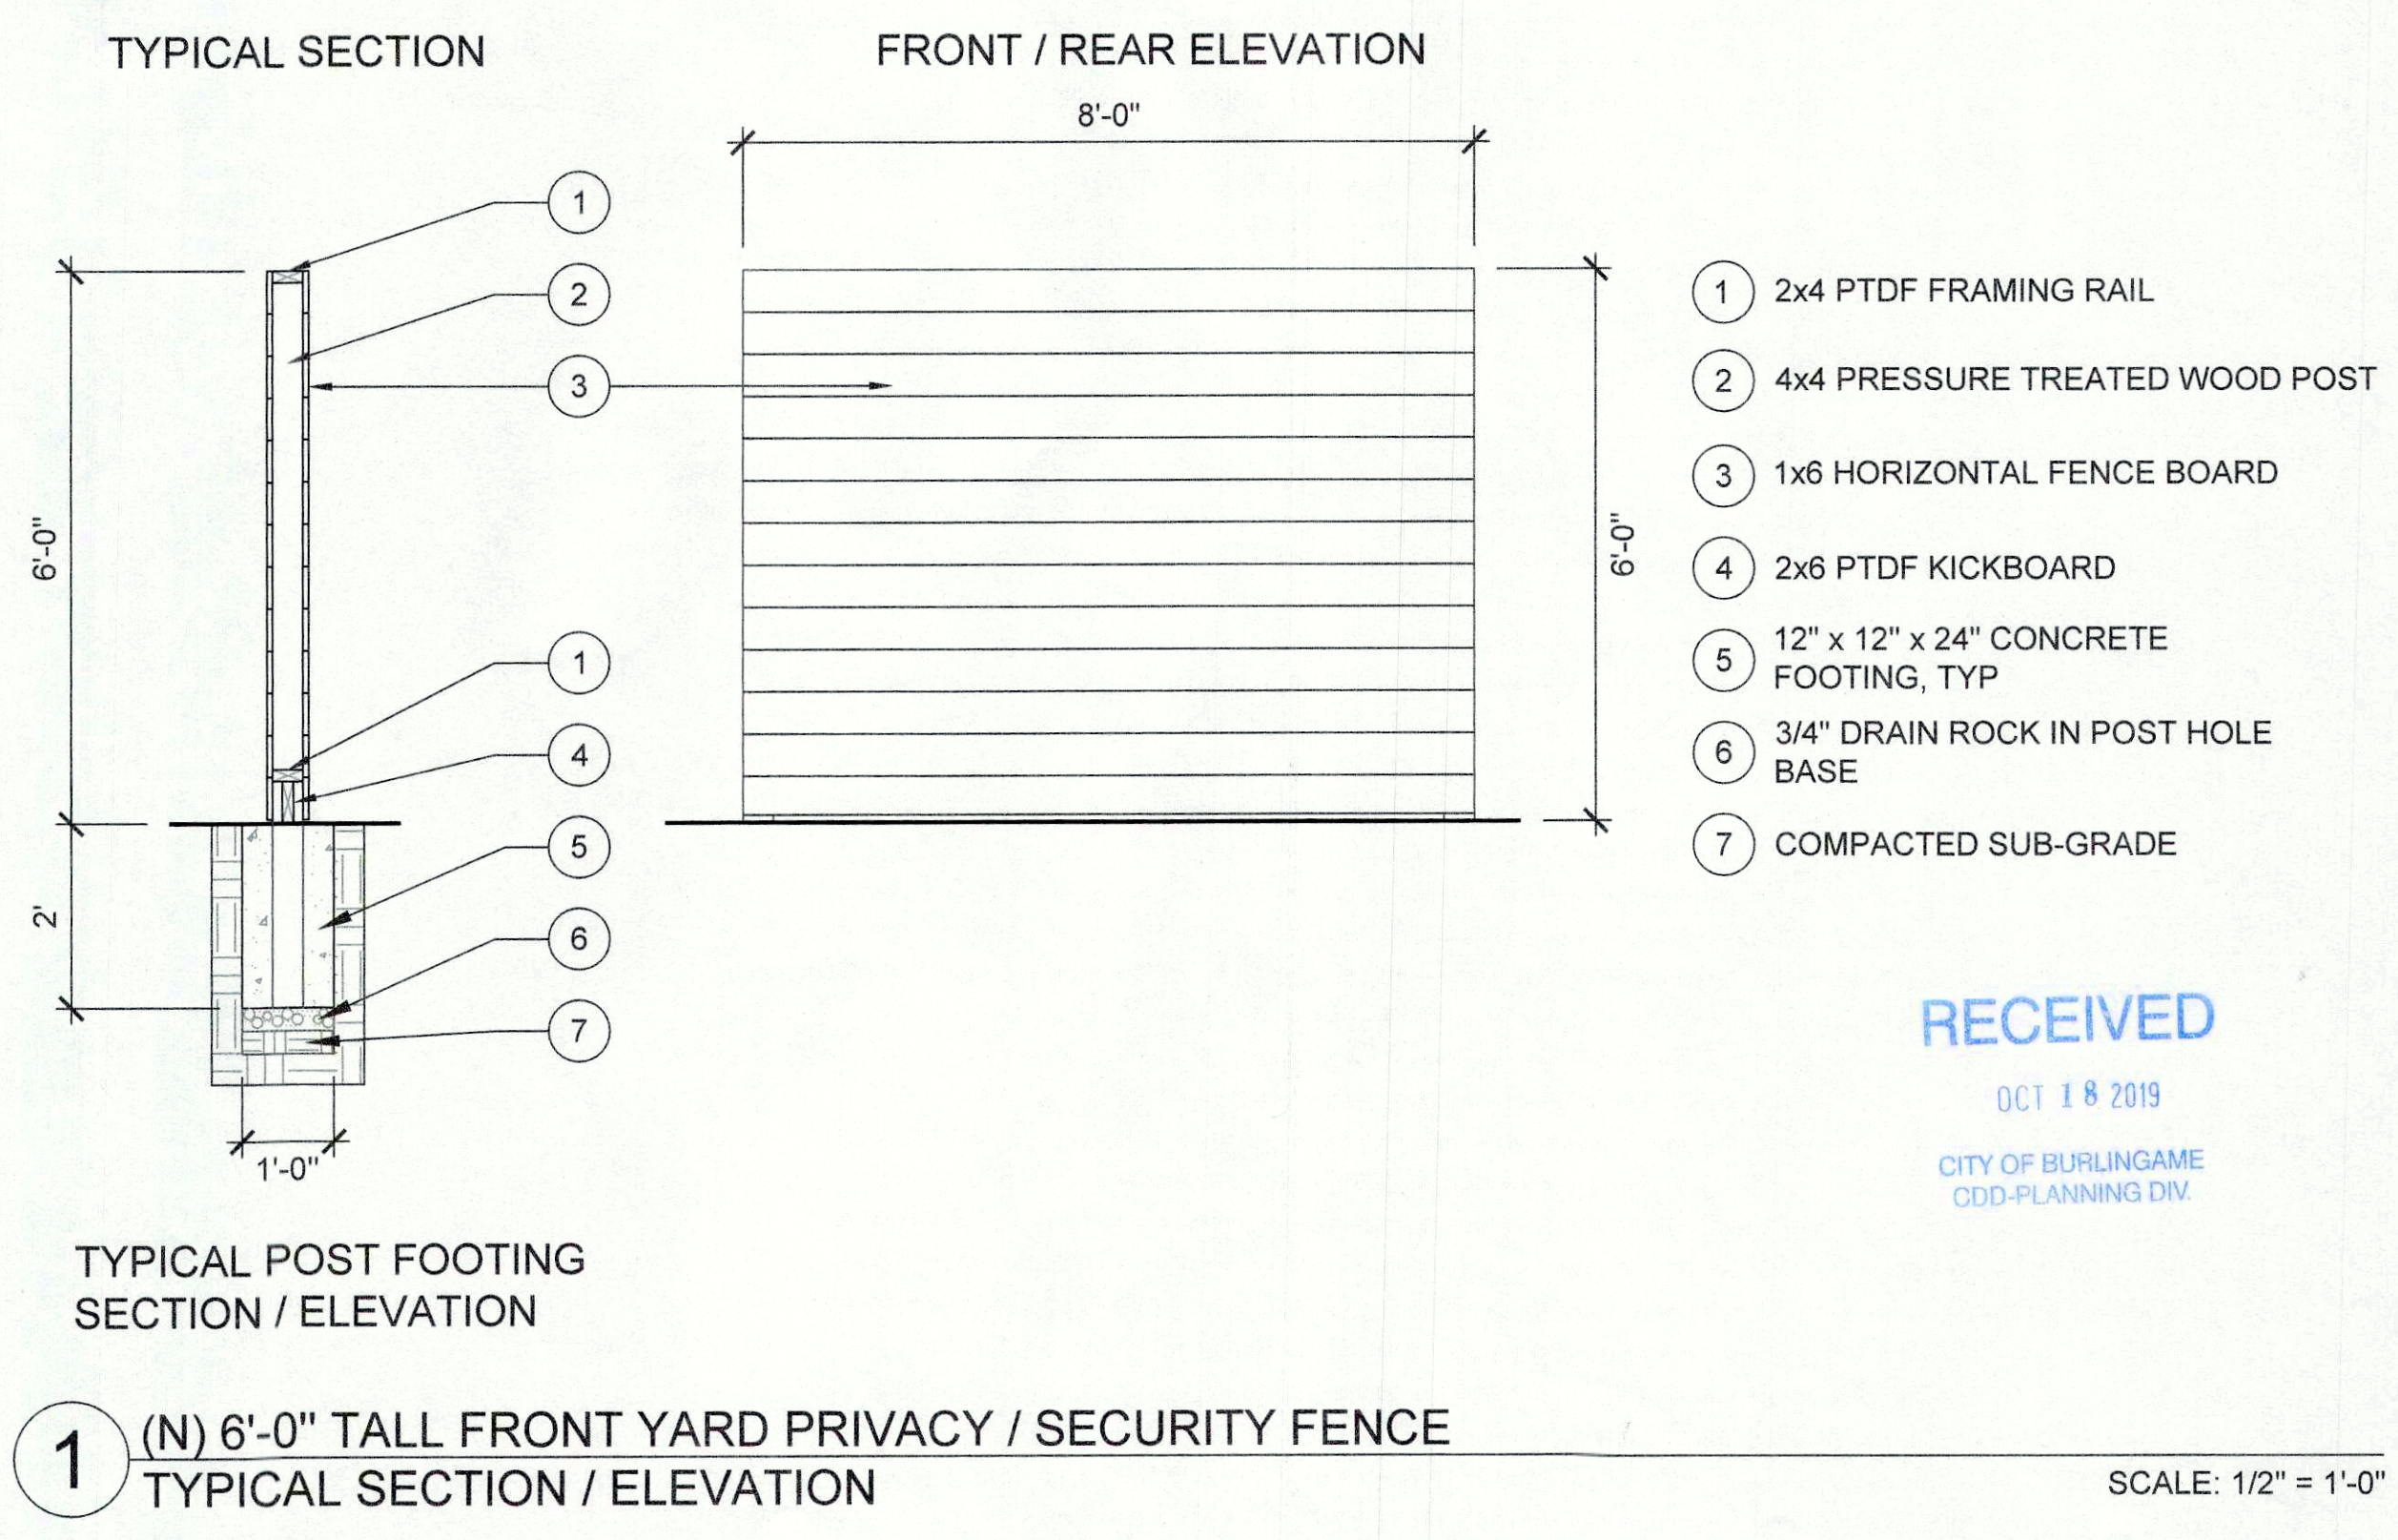 TYPICAL SECTION
FRONT / REAR ELEVATION
8'-0"
1
2
3
1
4
5
6
7
6'-0"
2'
1'-0"
6'-0"
1 2x4 PTDF FRAMING RAIL
2 4x4 PRESSURE TREATED WOOD POST
3 1x6 HORIZONTAL FENCE BOARD
4 2x6 PTDF KICKBOARD
5 12" x 12" x 24" CONCRETE
FOOTING, TYP
6 3/4" DRAIN ROCK IN POST HOLE
BASE
7 COMPACTED SUB-GRADE
RECEIVED
OCT 18 2019
CITY OF BURLINGAME
CDD-PLANNING DIV.
TYPICAL POST FOOTING
SECTION / ELEVATION
1
(N) 6'-0" TALL FRONT YARD PRIVACY / SECURITY FENCE
TYPICAL SECTION / ELEVATION
SCALE: 1/2" = 1'-0"